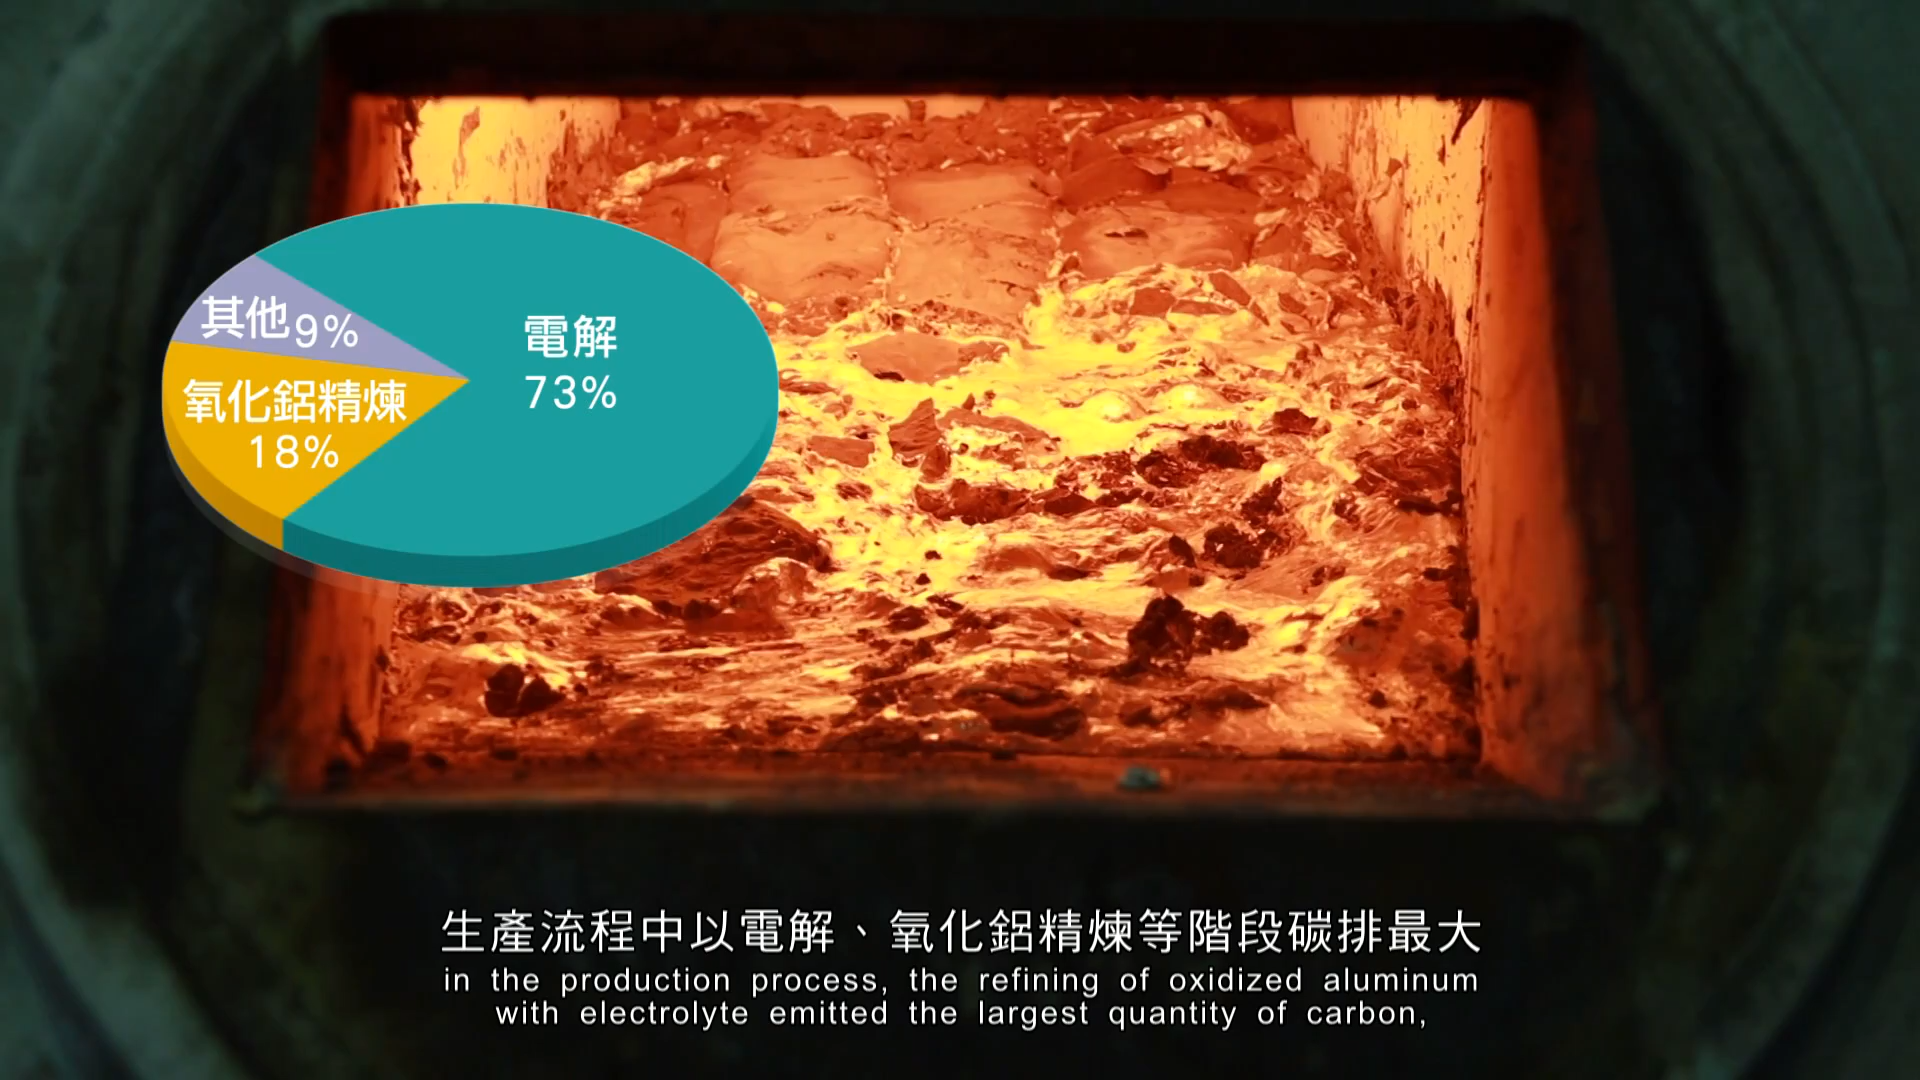 其他9%
電解
73%
氧化鋁精煉
18%
生產流程中以電解、氧化鋁精煉等階段碳排最大
in the production process, the refining of oxidized aluminum
with electrolyte emitted the largest quantity of carbon,